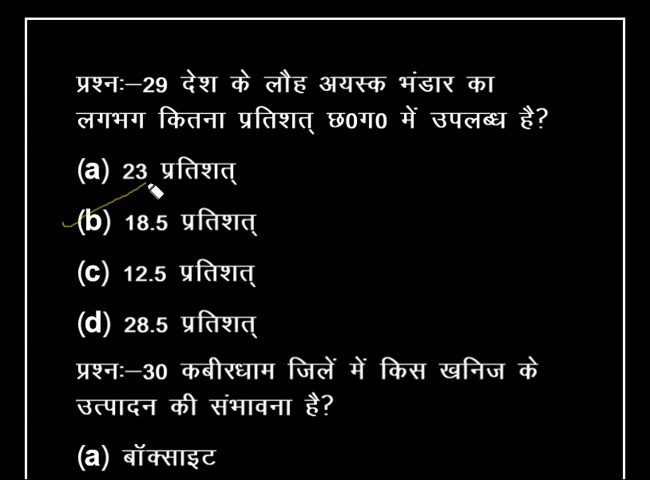 प्रश्नः–29 देश के लौह अयस्क भंडार का
लगभग कितना प्रतिशत् छ0ग0 में उपलब्ध है?
(a) 23 प्रतिशत्
(b) 18.5 प्रतिशत्
(c) 12.5 प्रतिशत्
(d) 28.5 प्रतिशत्
प्रश्नः–30 कबीरधाम जिलें में किस खनिज के
उत्पादन की संभावना है?
(a) बॉक्साइट